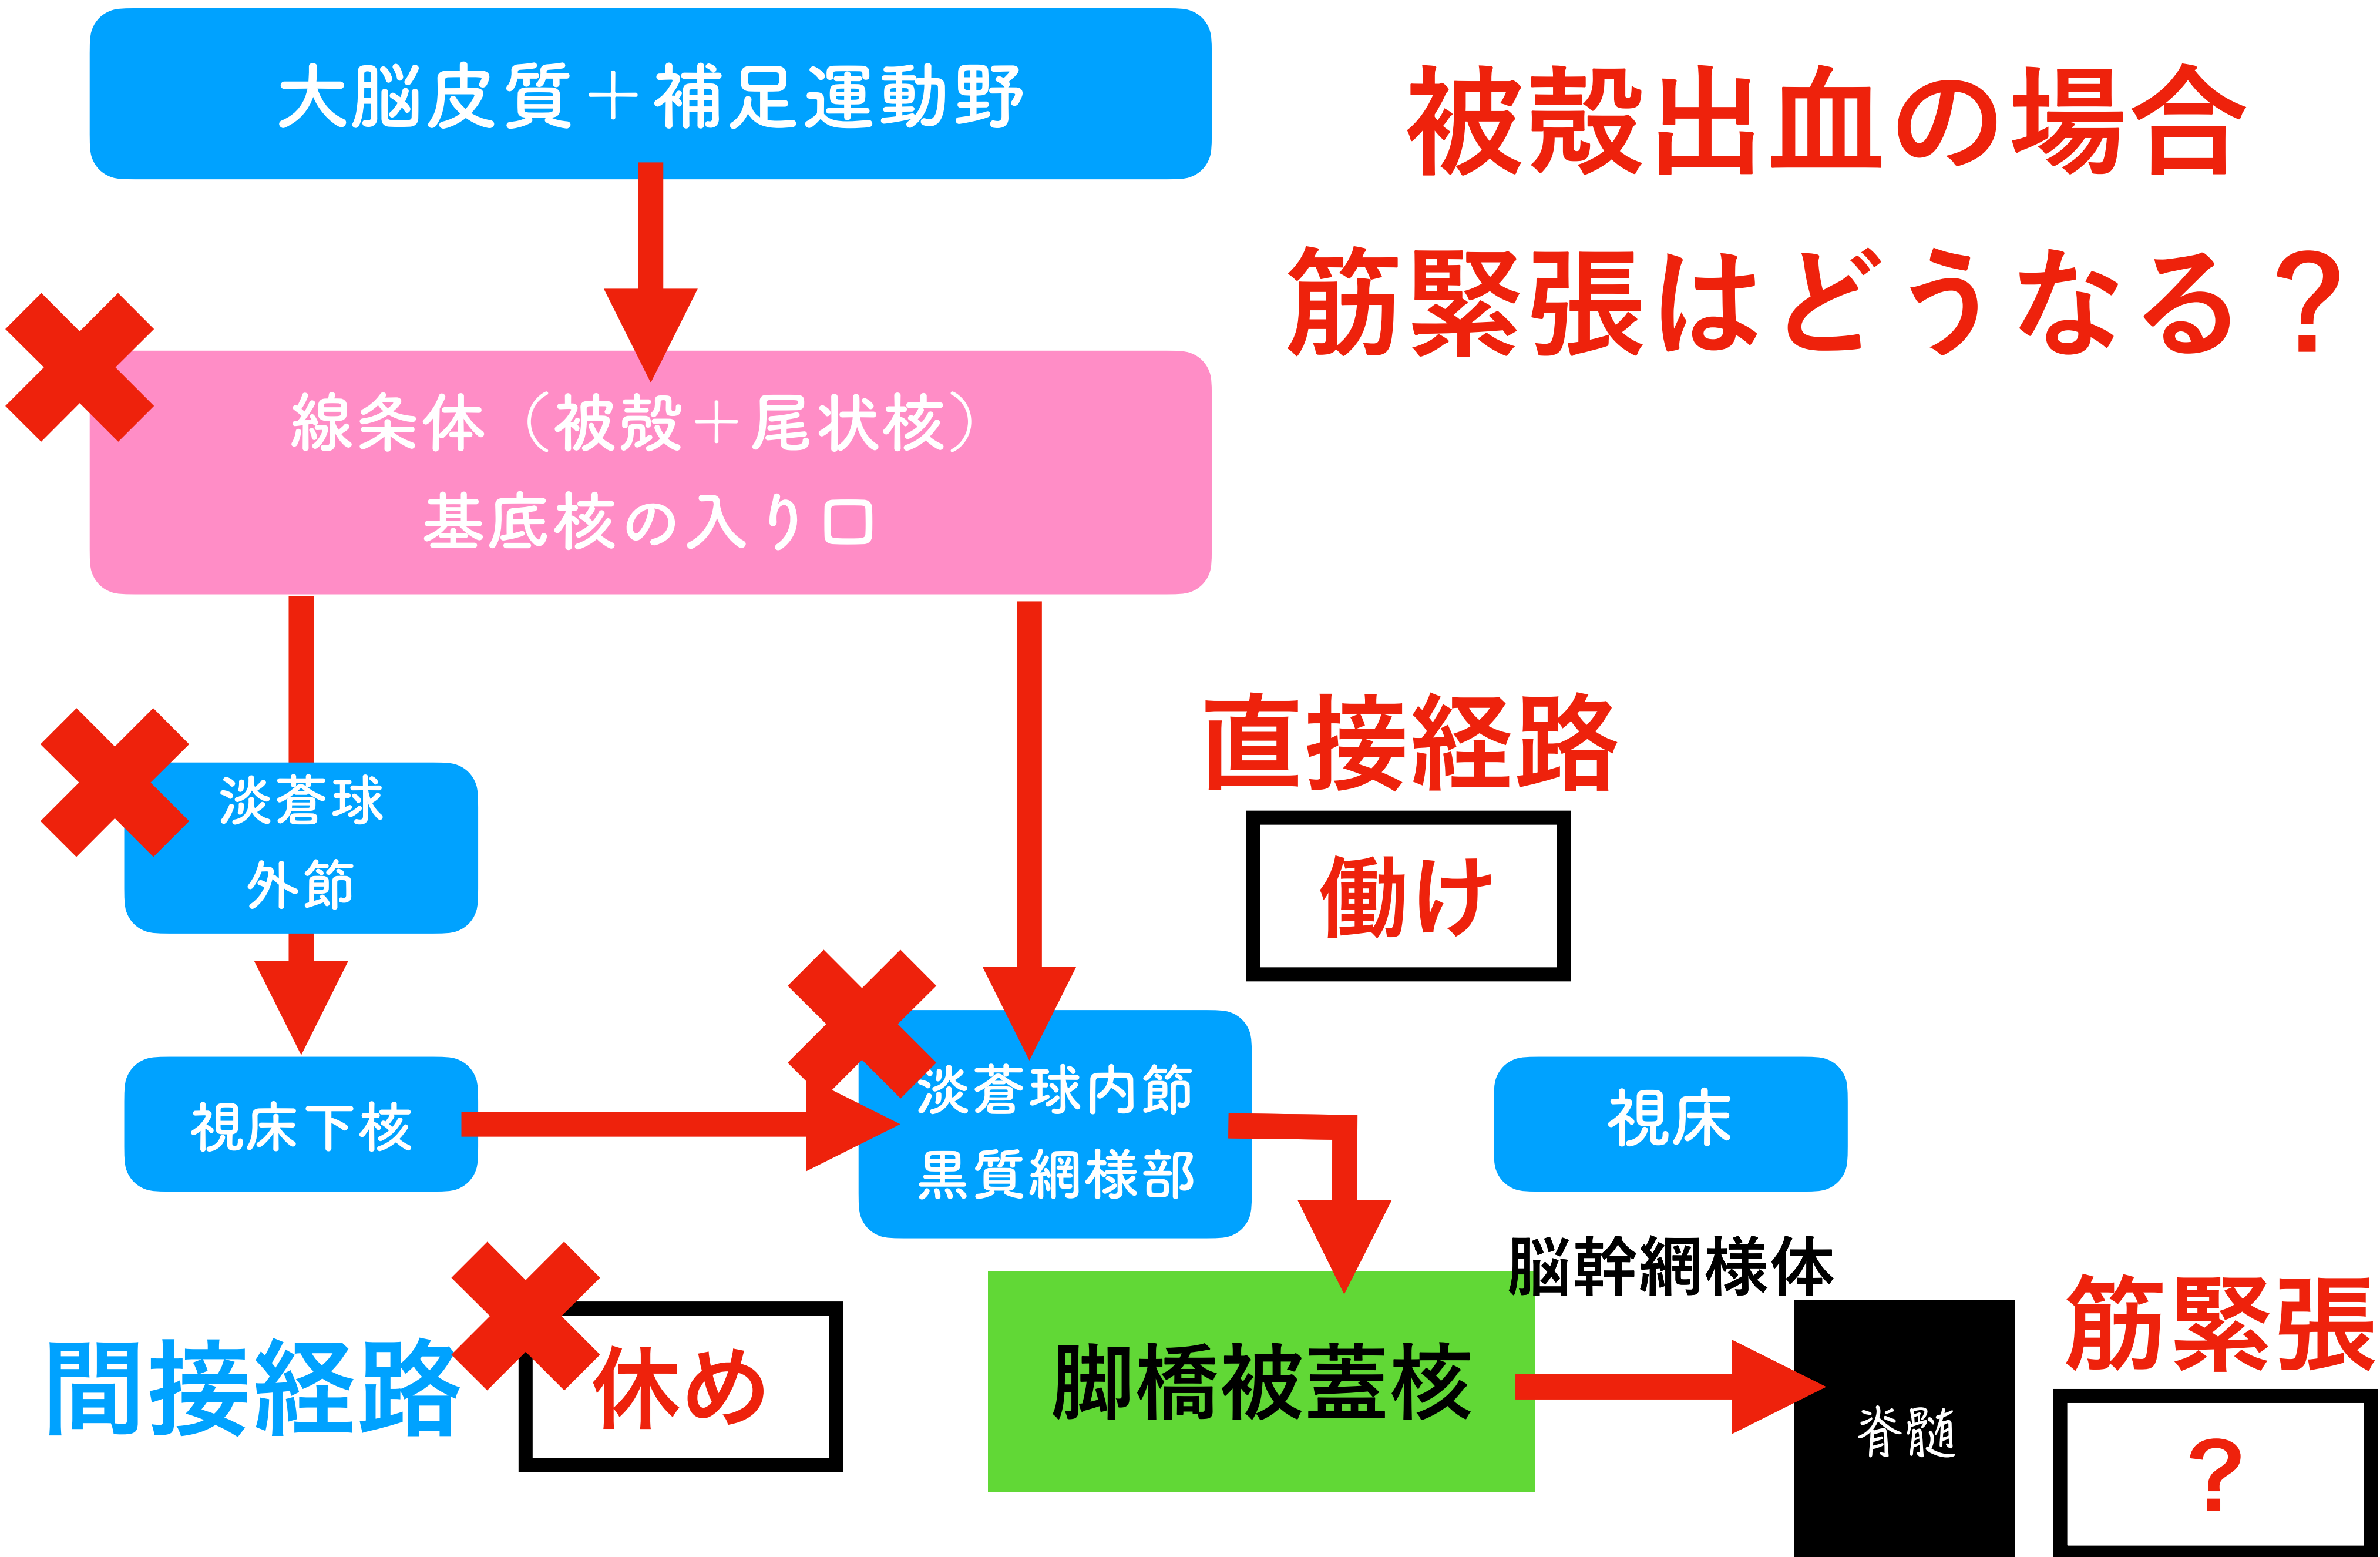 大脳皮質＋補足運動野
被殻出血の場合
筋緊張はどうなる？
線条体（被殻＋尾状核）
基底核の入り口
直接経路
働け
淡蒼球
外節
視床下核
淡蒼球内節
黒質網様部
視床
脳幹網様体
間接経路
休め
脚橋被蓋核
脊髄
筋緊張
？